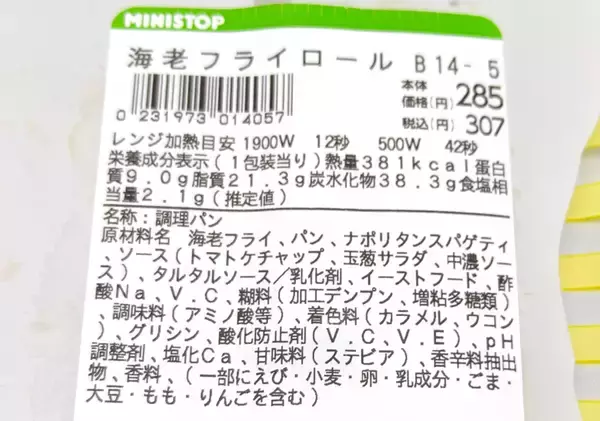 MINISTOP
海老フライロール B14-5
本体
価格(円) 285
税込(円) 307
0 231973 014057
レンジ加熱目安 1900W 12秒 500W 42秒
栄養成分表示(1包装当り)熱量381kcal蛋白
質9.0g脂質21.3g炭水化物38.3g食塩相
当量2.1g(推定値)
名称:調理パン
原材料名 海老フライ、パン、ナポリタンスパゲティ
、ソース(トマトケチャップ、玉葱サラダ、中濃ソー
ス)、タルタルソース/乳化剤、イーストフード、酢
酸Na、V.C、糊料(加工デンプン、増粘多糖類)
、調味料(アミノ酸等)、着色料(カラメル、ウコン
)、グリシン、酸化防止剤(V.C、V.E)、pH
調整剤、塩化Ca、甘味料(ステビア)、香辛料抽出
物、香料、(一部にえび・小麦・卵・乳成分・ごま・
大豆・もも・りんごを含む)